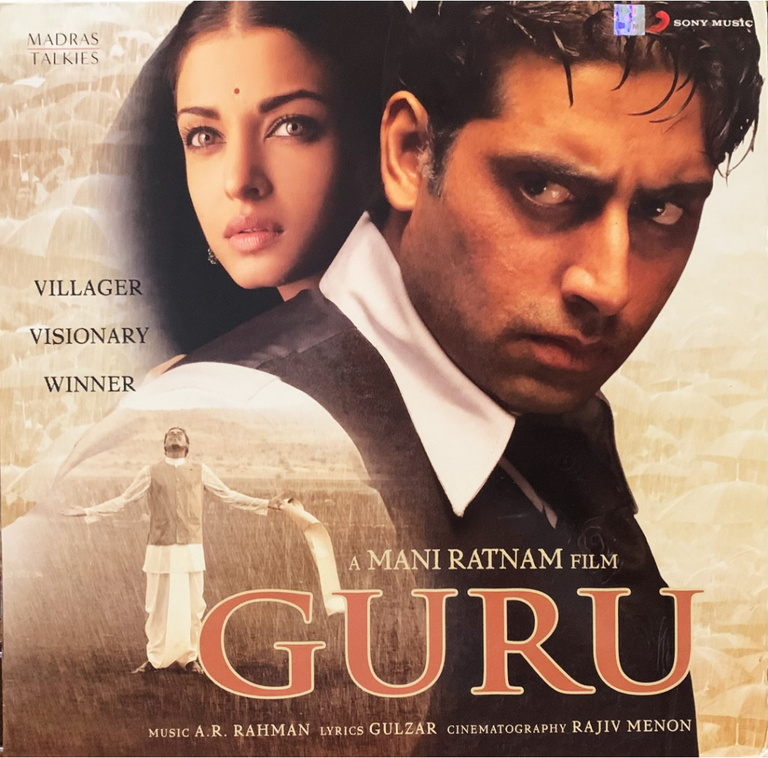 MADRAS
TALKIES
SONY MUSIC
VILLAGER
VISIONARY
WINNER
A MANI RATNAM FILM
GURU
MUSIC A.R. RAHMAN LYRICS GULZAR CINEMATOGRAPHY RAJIV MENON